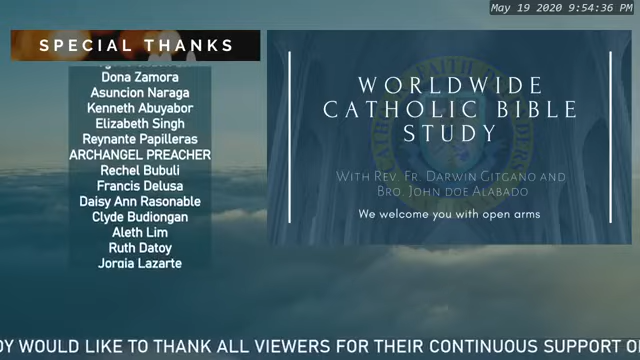 May 19 2020 9:54:36 PM
SPECIAL THANKS
Dona Zamora
Asuncion Naraga
Kenneth Abuyabor
Elizabeth Singh
Reynante Papilleras
ARCHANGEL PREACHER
Rechel Bubuli
Francis Delusa
Daisy Ann Rasonable
Clyde Budiongan
Aleth Lim
Ruth Datoy
Jorgia Lazarte
WORLDWIDE
CATHOLIC BIBLE
STUDY
WITH REV. FR. DARWIN GITGANO AND
BRO. JOHN DOE ALABADO
We welcome you with open arms
DY WOULD LIKE TO THANK ALL VIEWERS FOR THEIR CONTINUOUS SUPPORT O